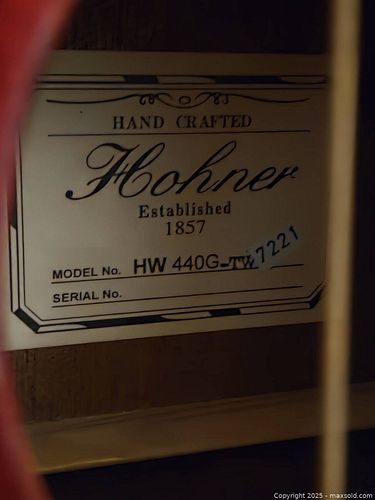 HAND CRAFTED
Hohner
Established
1857
MODEL No. HW 440G-TW
7221
SERIAL No.
Copyright 2025 - maxsold.com